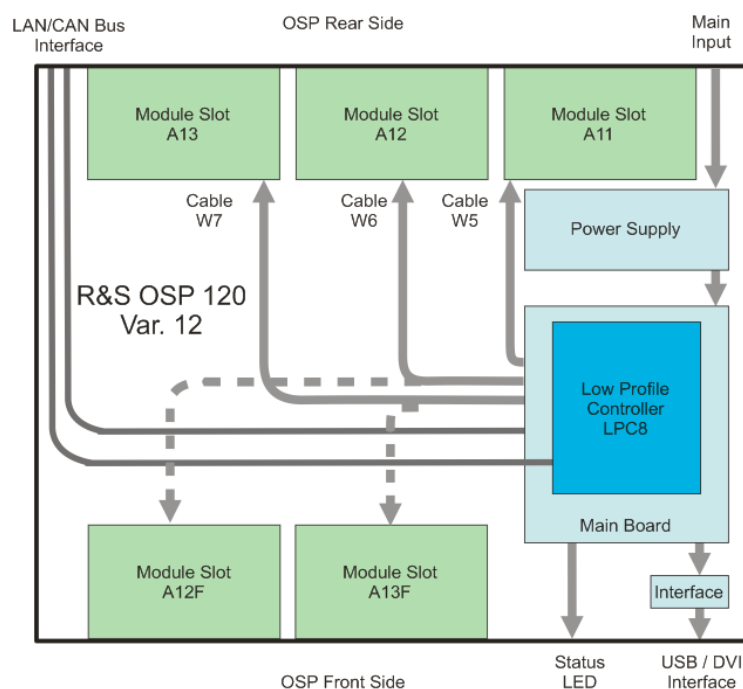 LAN/CAN Bus
Interface
OSP Rear Side
Main
Input
Module Slot
A13
Module Slot
A12
Module Slot
A11
Cable
W7
Cable
W6
Cable
W5
Power Supply
R&S OSP 120
Var. 12
Low Profile
Controller
LPC8
Main Board
Module Slot
A12F
Module Slot
A13F
Interface
OSP Front Side
Status
LED
USB / DVI
Interface